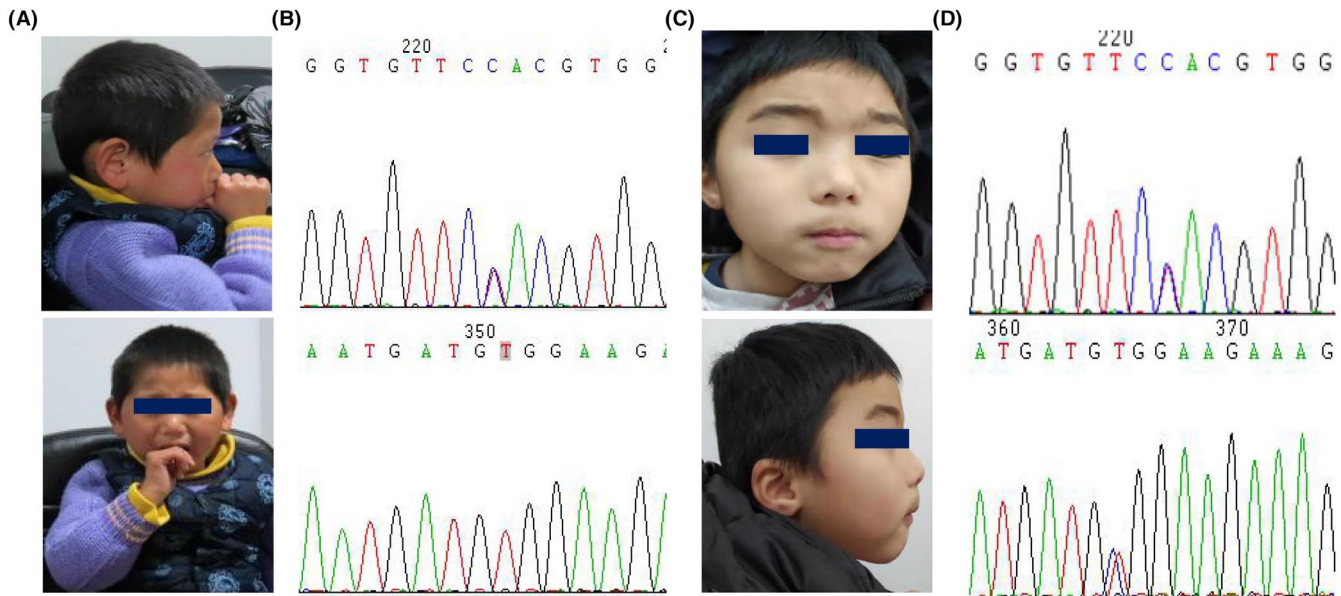 (A)
(B)
(C)
(D)
220
G G T G T T C C A C G T G G
220
G G T G T T C C A C G T G G
350
A A T G A T G T G G A A G A
360 370
A T G A T G T G G A A G A A A G